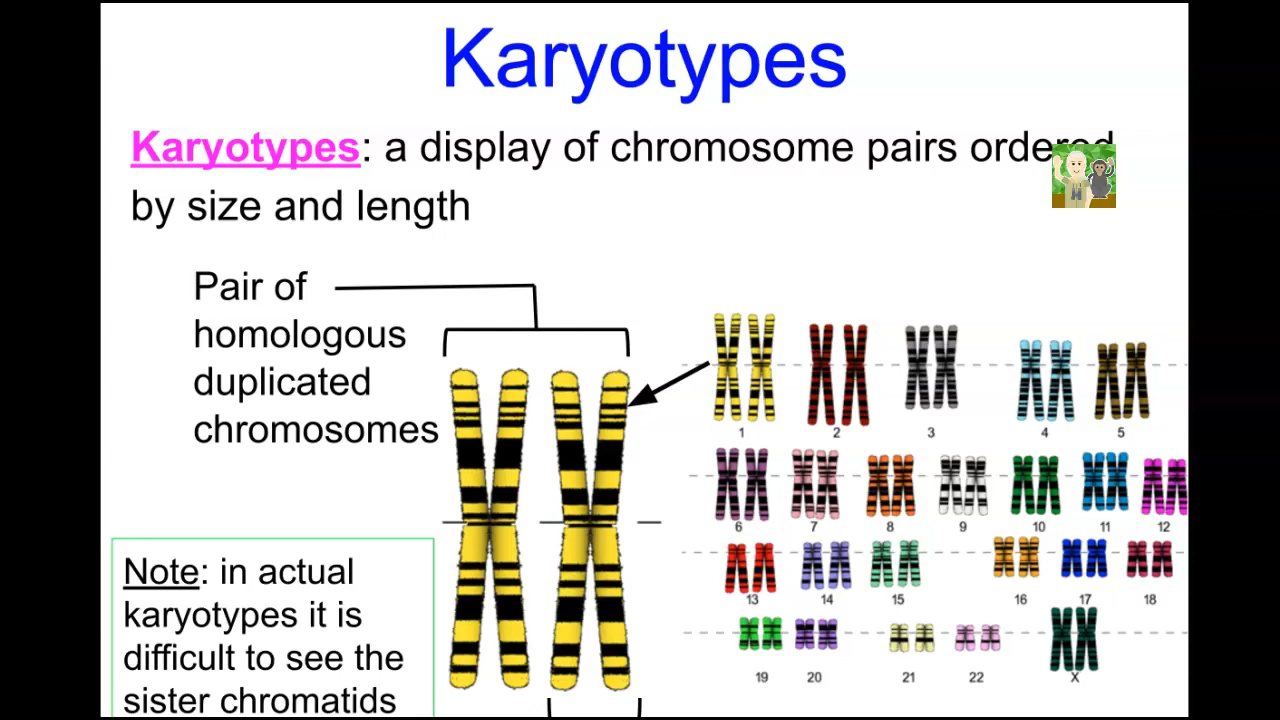 Karyotypes
Karyotypes: a display of chromosome pairs ordered
by size and length
Pair of
homologous
duplicated
chromosomes
Note: in actual
karyotypes it is
difficult to see the
sister chromatids
1 2 3 4 5
6 7 8 9 10 11 12
13 14 15 16 17 18
19 20 21 22 X